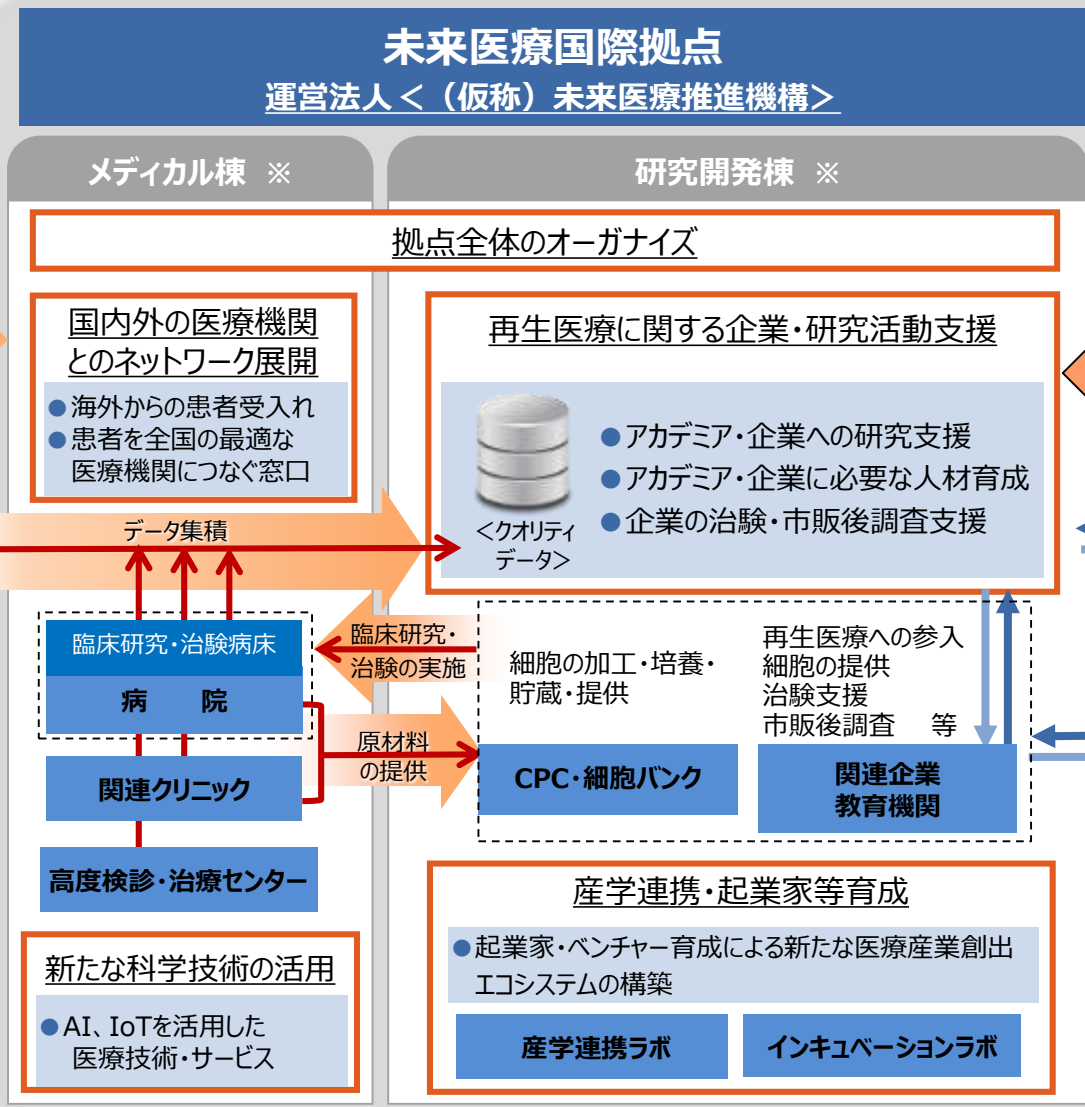 未来医療国際拠点
運営法人＜（仮称）未来医療推進機構＞
メディカル棟 ※
研究開発棟 ※
拠点全体のオーガナイズ
国内外の医療機関
とのネットワーク展開
●海外からの患者受入れ
●患者を全国の最適な
医療機関につなぐ窓口
再生医療に関する企業・研究活動支援
●アカデミア・企業への研究支援
●アカデミア・企業に必要な人材育成
●企業の治験・市販後調査支援
<クオリティ
データ>
データ集積
臨床研究・治験病床
病 院
関連クリニック
高度検診・治療センター
臨床研究・
治験の実施
原材料
の提供
細胞の加工・培養・
貯蔵・提供
CPC・細胞バンク
再生医療への参入
細胞の提供
治験支援
市販後調査 等
関連企業
教育機関
新たな科学技術の活用
●AI、IoTを活用した
医療技術・サービス
産学連携・起業家等育成
●起業家・ベンチャー育成による新たな医療産業創出
エコシステムの構築
産学連携ラボ
インキュベーションラボ